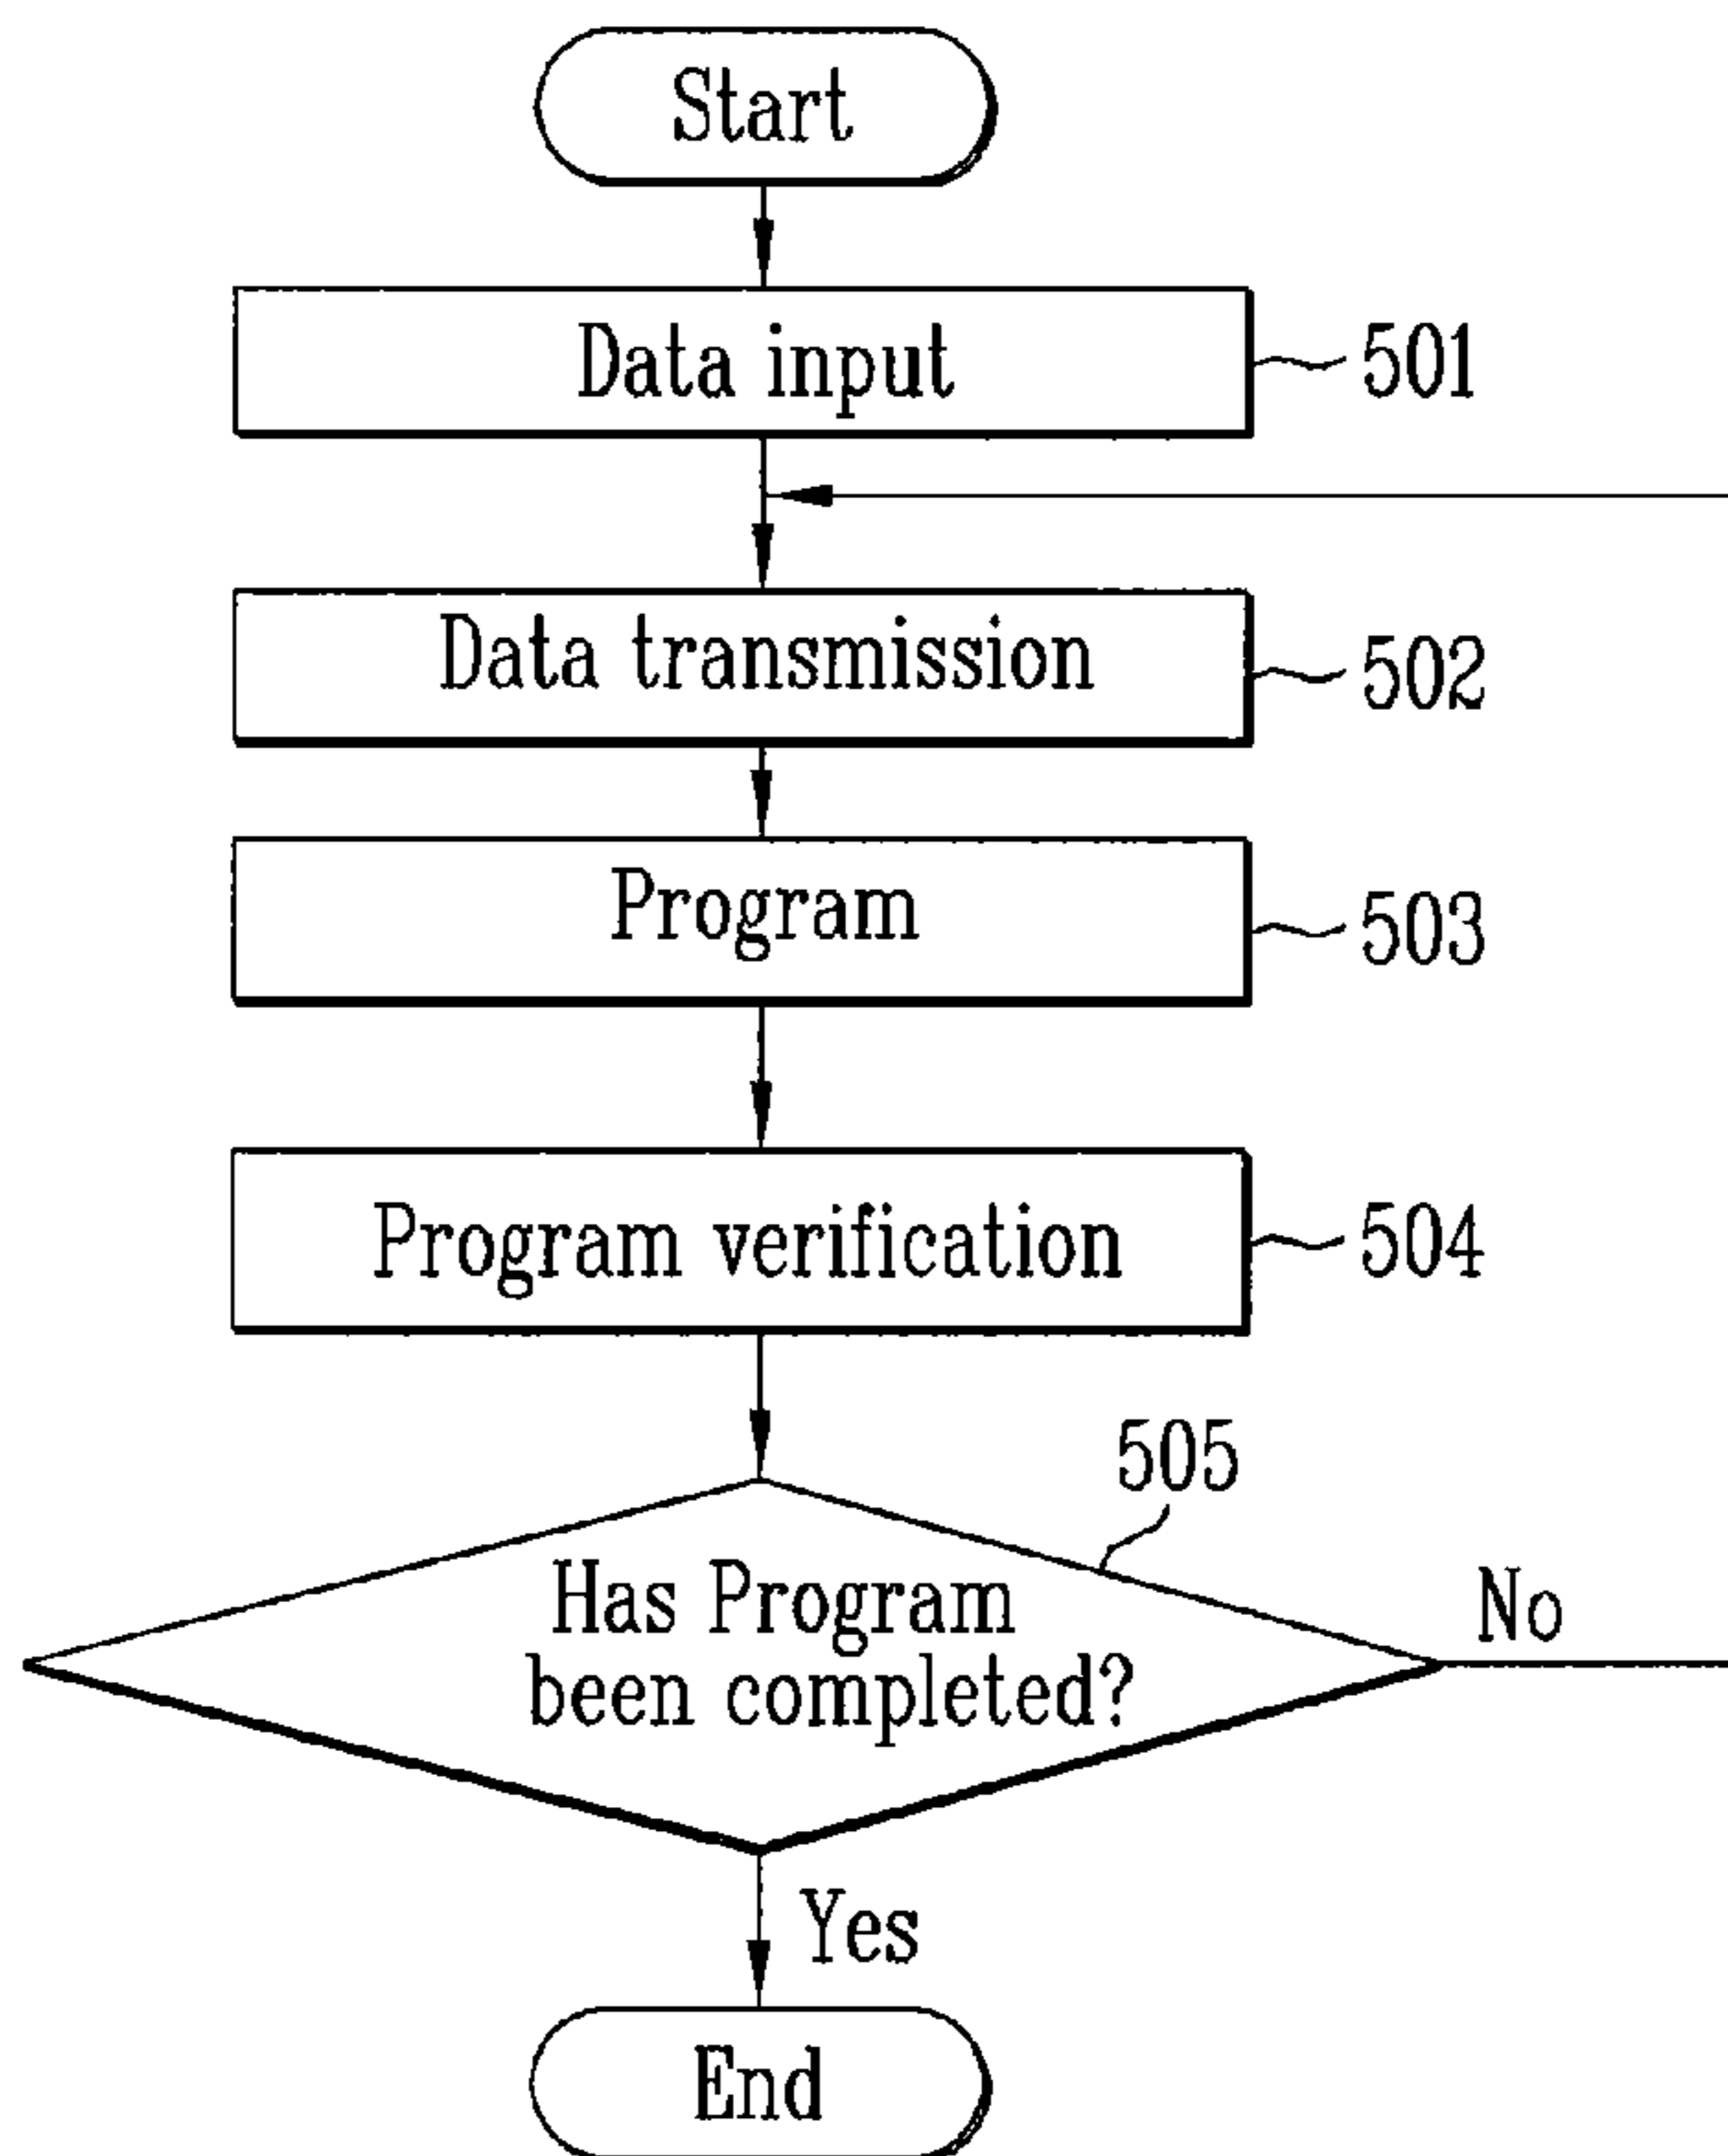 Start
Data input
501
Data transmission
502
Program
503
Program verification
504
505
Has Program
been completed?
No
Yes
End